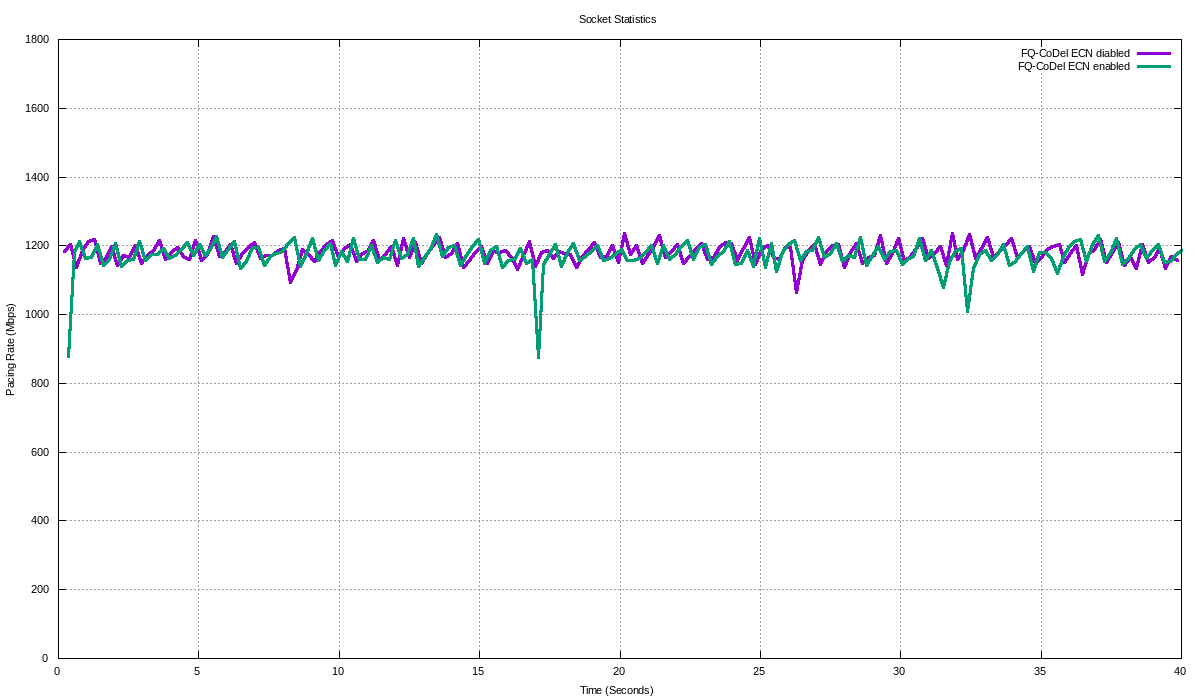 Socket Statistics
1800
1600
1400
1200
1000
800
600
400
200
0
Pacing Rate (Mbps)
FQ-CoDel ECN diabled
FQ-CoDel ECN enabled
0 5 10 15 20 25 30 35 40
Time (Seconds)